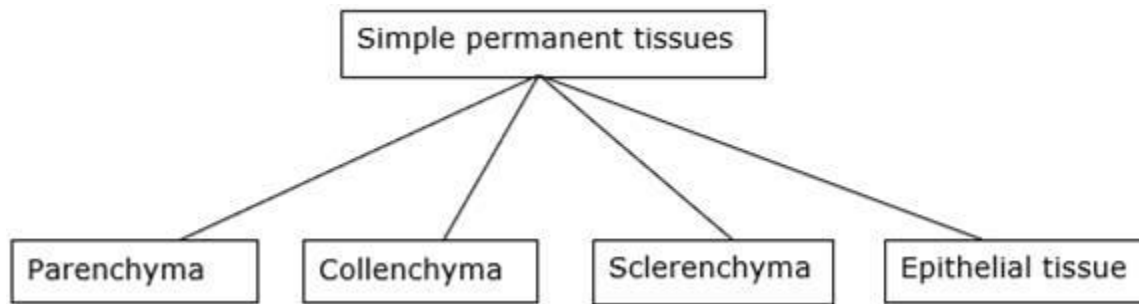 Simple permanent tissues
Parenchyma
Collenchyma
Sclerenchyma
Epithelial tissue